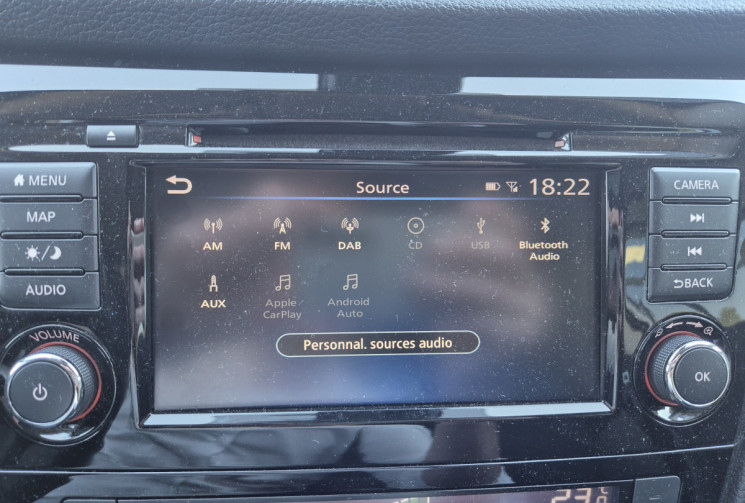 MENU
MAP
AUDIO
VOLUME
Source
18:22
AM
FM
DAB
CD
USB
Bluetooth
Audio
AUX
Apple
CarPlay
Android
Auto
Personnal. sources audio
CAMERA
BACK
OK
23.0